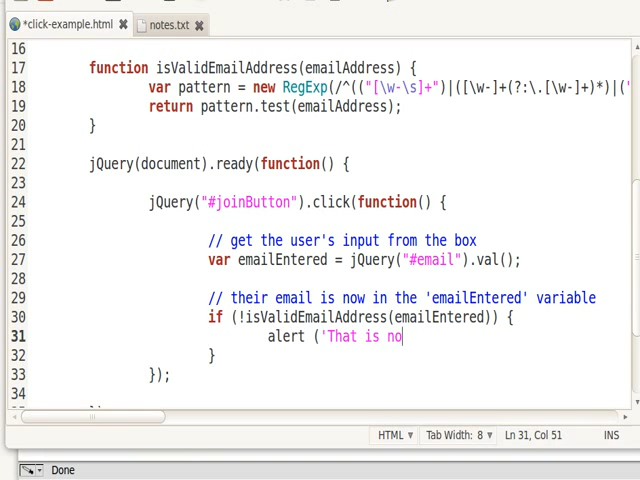 *click-example.html notes.txt
16
17 function isValidEmailAddress(emailAddress) {
18 var pattern = new RegExp(/^(("[\w-\s]+")|([\w-]+(?:\.[\w-]+)*)|("
19 return pattern.test(emailAddress);
20 }
21
22 jQuery(document).ready(function() {
23
24 jQuery("#joinButton").click(function() {
25
26 // get the user's input from the box
27 var emailEntered = jQuery("#email").val();
28
29 // their email is now in the 'emailEntered' variable
30 if (!isValidEmailAddress(emailEntered)) {
31 alert ('That is no
32 }
33 });
34
HTML Tab Width: 8 Ln 31, Col 51 INS
Done